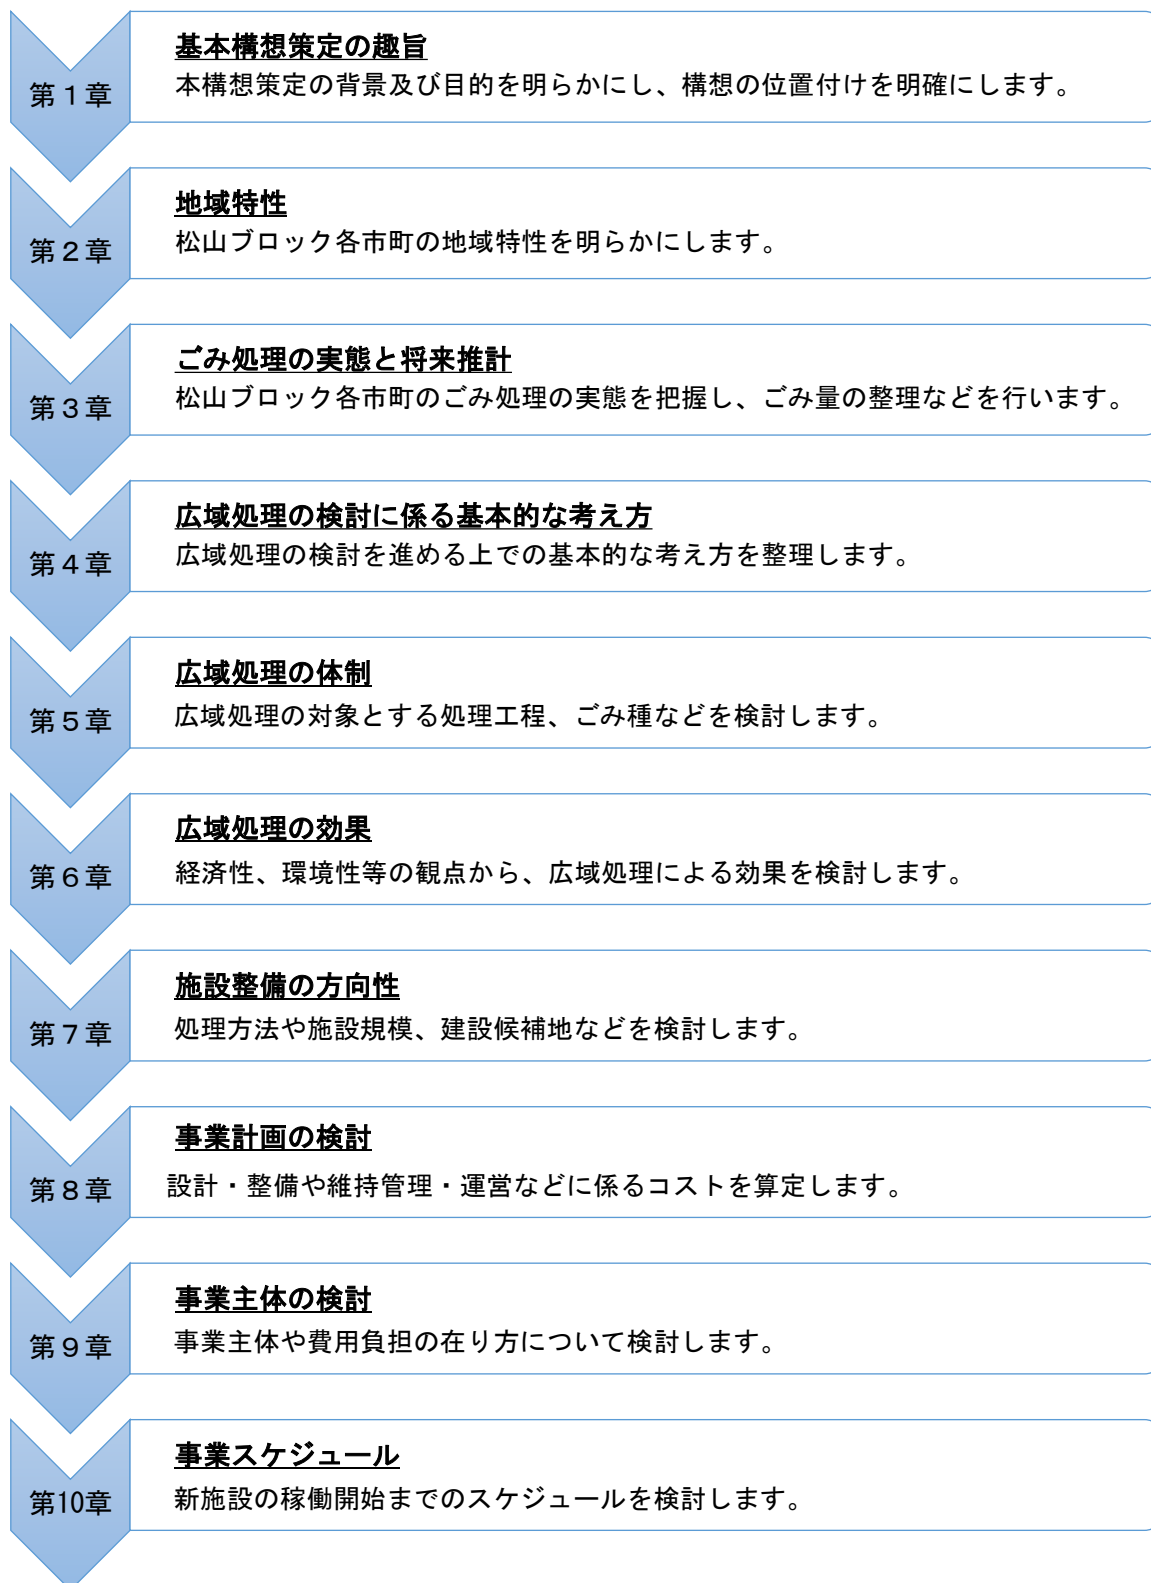 第１章
基本構想策定の趣旨
本構想策定の背景及び目的を明らかにし、構想の位置付けを明確にします。
第２章
地域特性
松山ブロック各市町の地域特性を明らかにします。
第３章
ごみ処理の実態と将来推計
松山ブロック各市町のごみ処理の実態を把握し、ごみ量の整理などを行います。
第４章
広域処理の検討に係る基本的な考え方
広域処理の検討を進める上での基本的な考え方を整理します。
第５章
広域処理の体制
広域処理の対象とする処理工程、ごみ種などを検討します。
第６章
広域処理の効果
経済性、環境性等の観点から、広域処理による効果を検討します。
第７章
施設整備の方向性
処理方法や施設規模、建設候補地などを検討します。
第８章
事業計画の検討
設計・整備や維持管理・運営などに係るコストを算定します。
第９章
事業主体の検討
事業主体や費用負担の在り方について検討します。
第10章
事業スケジュール
新施設の稼働開始までのスケジュールを検討します。